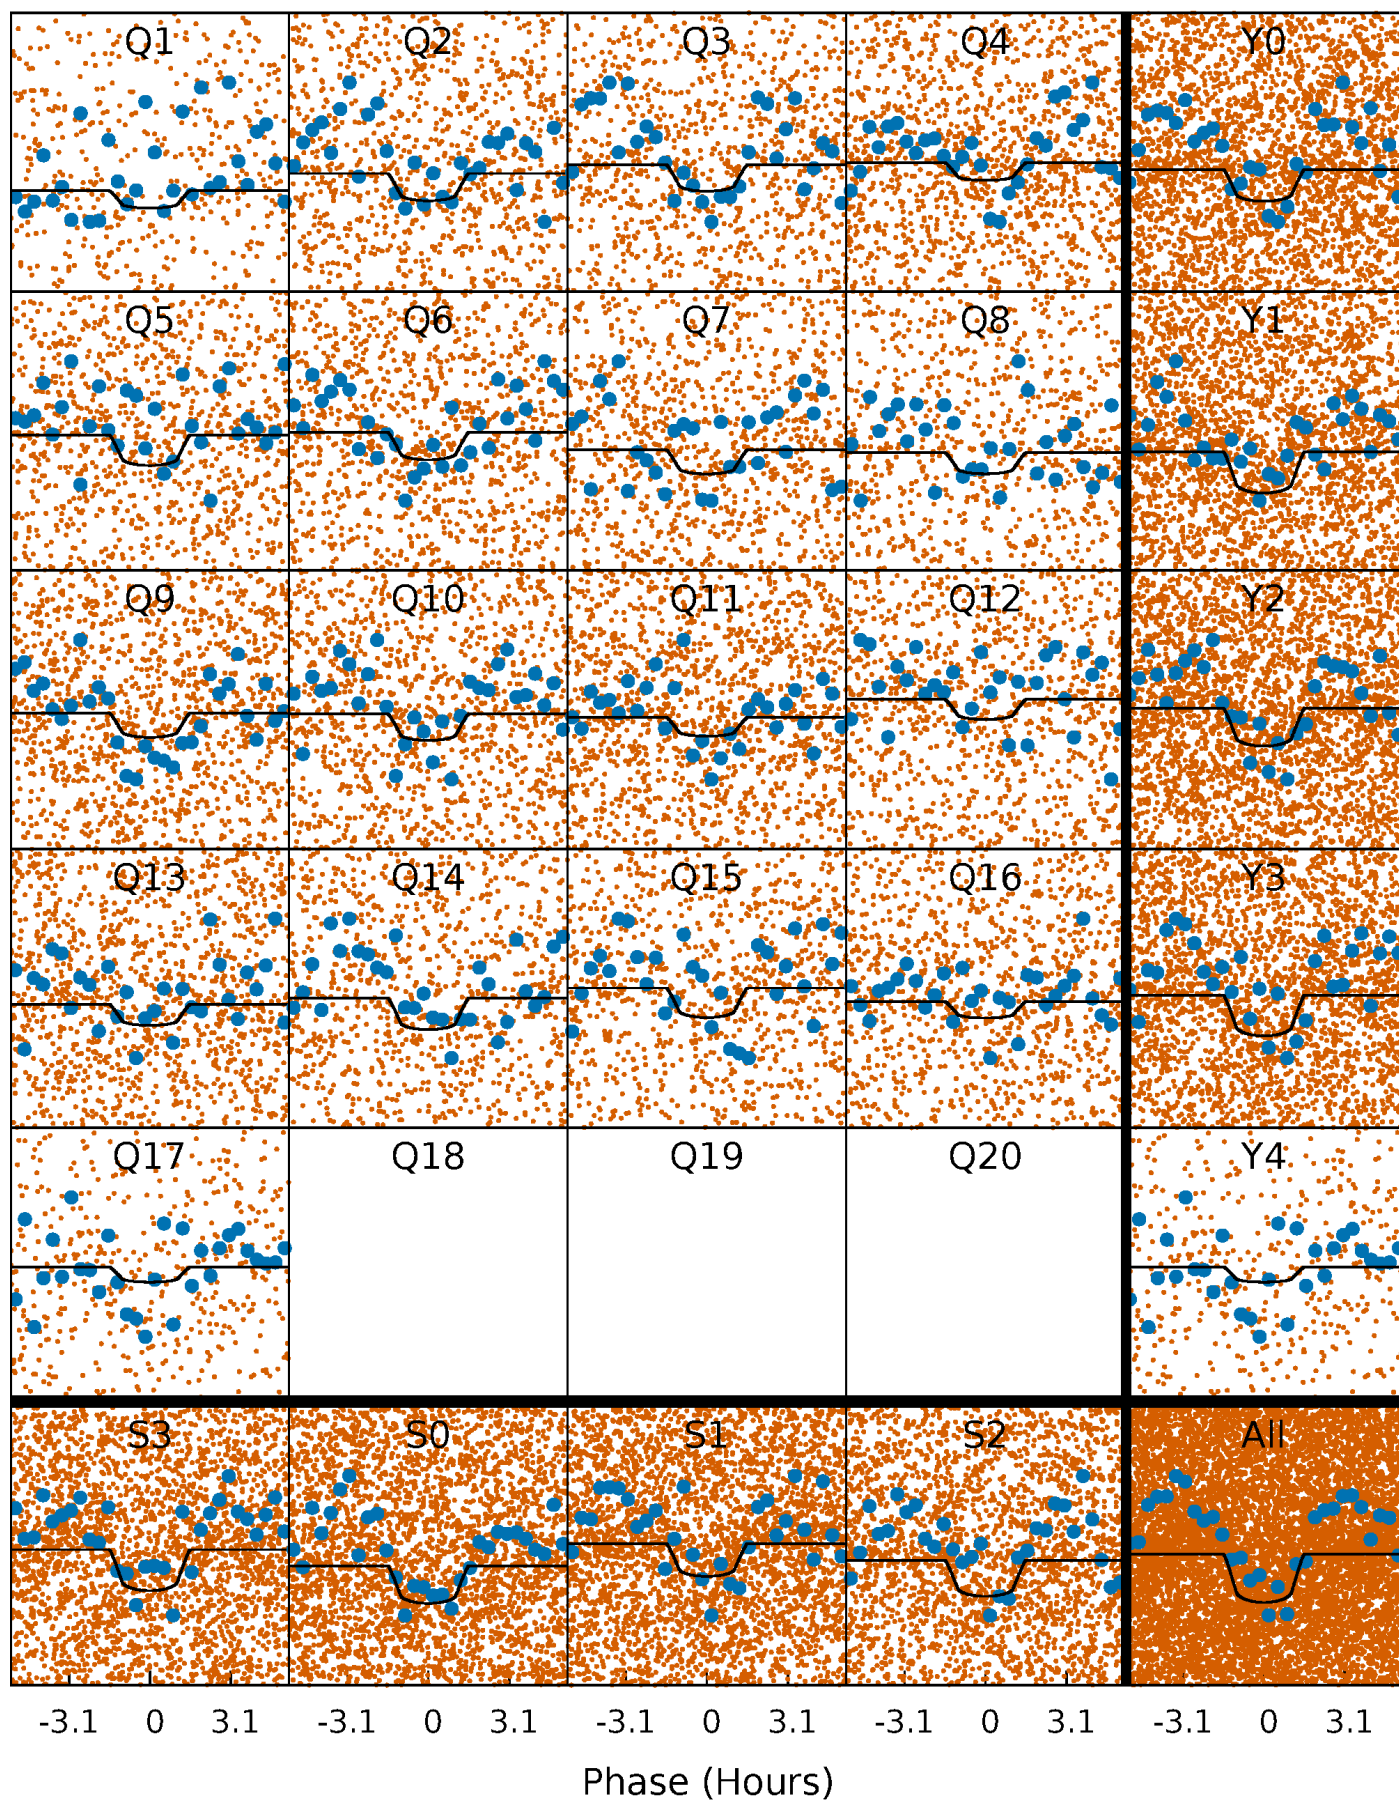 Q1 Q2 Q3 Q4 Y0
Q5 Q6 Q7 Q8 Y1
Q9 Q10 Q11 Q12 Y2
Q13 Q14 Q15 Q16 Y3
Q17 Q18 Q19 Q20 Y4
S3 S0 S1 S2 All
-3.1 0 3.1 -3.1 0 3.1 -3.1 0 3.1 -3.1 0 3.1 -3.1 0 3.1
Phase (Hours)